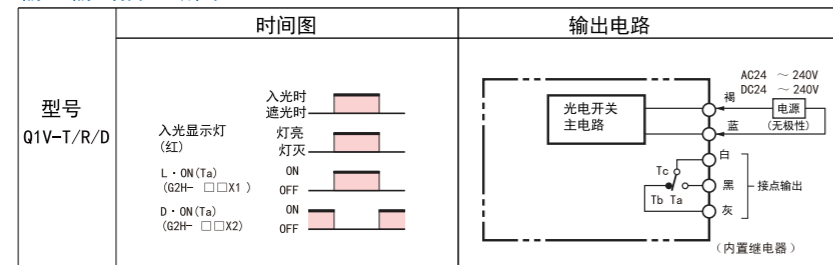 时间图
输出电路
型号
Q1V-T/R/D
入光时
遮光时
入光显示灯
(红)
灯亮
灯灭
L・ON(Ta)
(G2H- □□X1 )
ON
OFF
D・ON(Ta)
(G2H- □□X2)
ON
OFF
光电开关
主电路
AC24 ～ 240V
DC24 ～ 240V
褐
电源
蓝
(无极性)
白
Tc
黑
接点输出
Tb Ta
灰
（内置继电器）